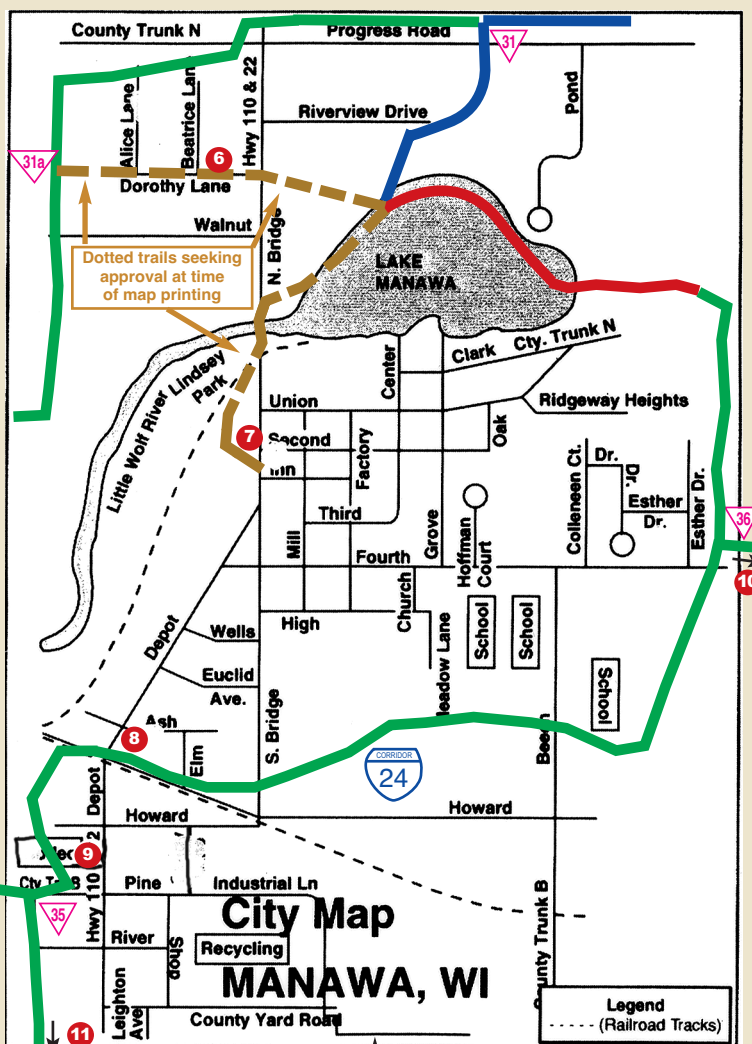 County Trunk N
Progress Road
31
Hwy 110 & 22
Alice Lane
Beatrice Lan
Riverview Drive
Pond
31a
6
Dorothy Lane
Walnut
N. Bridge
Dotted trails seeking
approval at time
of map printing
LAKE
MANAWA
Little Wolf River
Lindsey
Park
Center
Clark
Cty. Trunk N
Union
Ridgeway Heights
7
Second
Factory
Oak
Colleneen Ct.
Dr.
Dr.
Esther
Dr.
Esther Dr.
Third
Mill
Grove
Hoffman
Court
36
Fourth
10
Church
High
School
School
School
Depot
Wells
Euclid
Ave.
S. Bridge
Ash
8
Elm
CORRIDOR
24
Depot
Howard
Howard
9
Pine
Industrial Ln
35
Hwy 110
City Map
MANAWA, WI
River
Shop
Recycling
Leighton
Ave
County Yard Road
11
Legend
(Railroad Tracks)